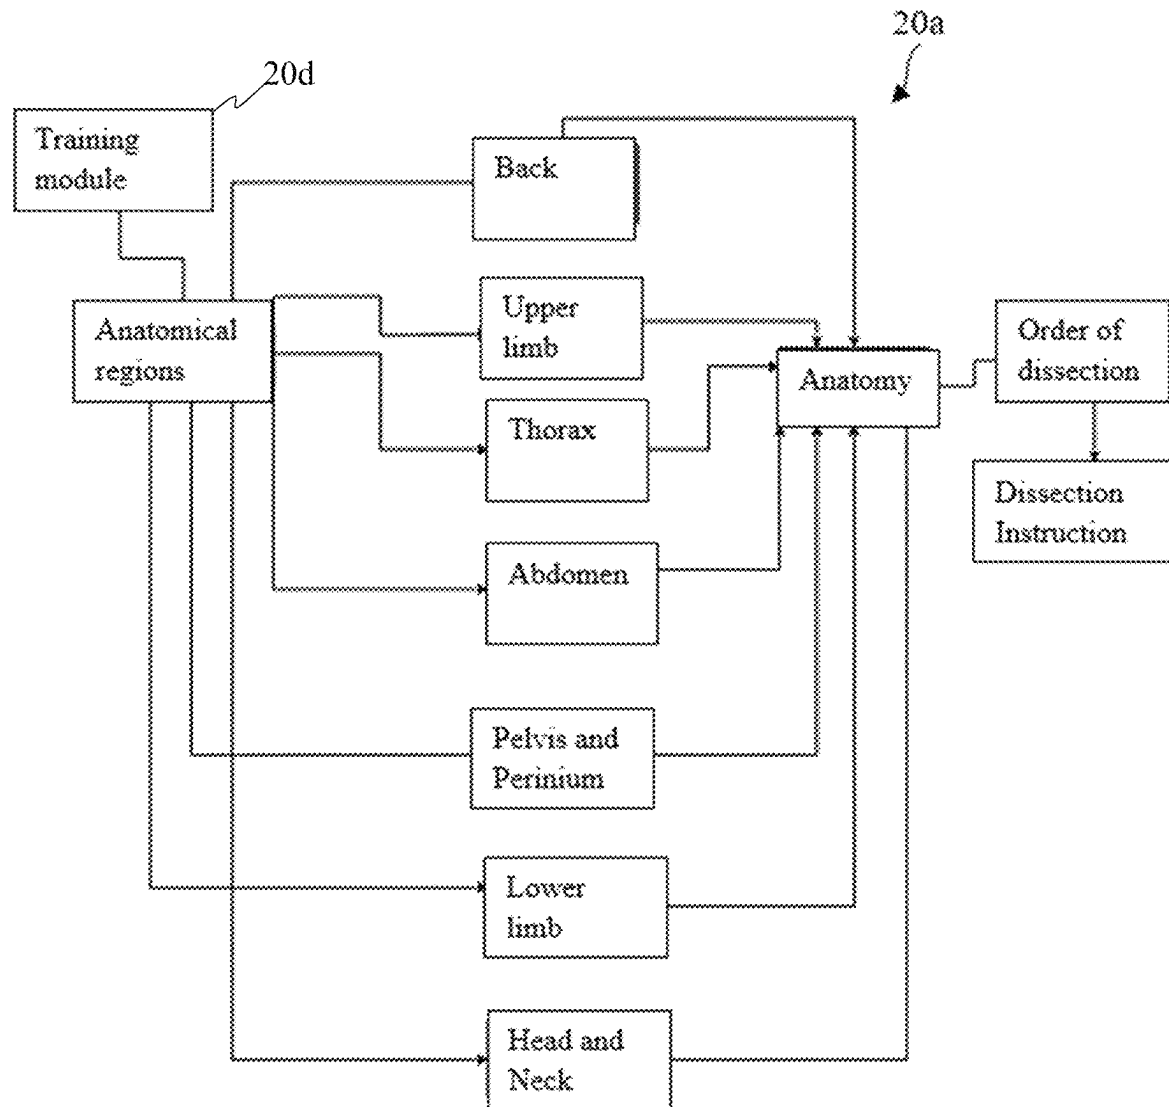 20a
20d
Training
module
Back
Upper
limb
Anatomical
regions
Order of
dissection
Anatomy
Thorax
Dissection
Instruction
Abdomen
Pelvis and
Perinium
Lower
limb
Head and
Neck